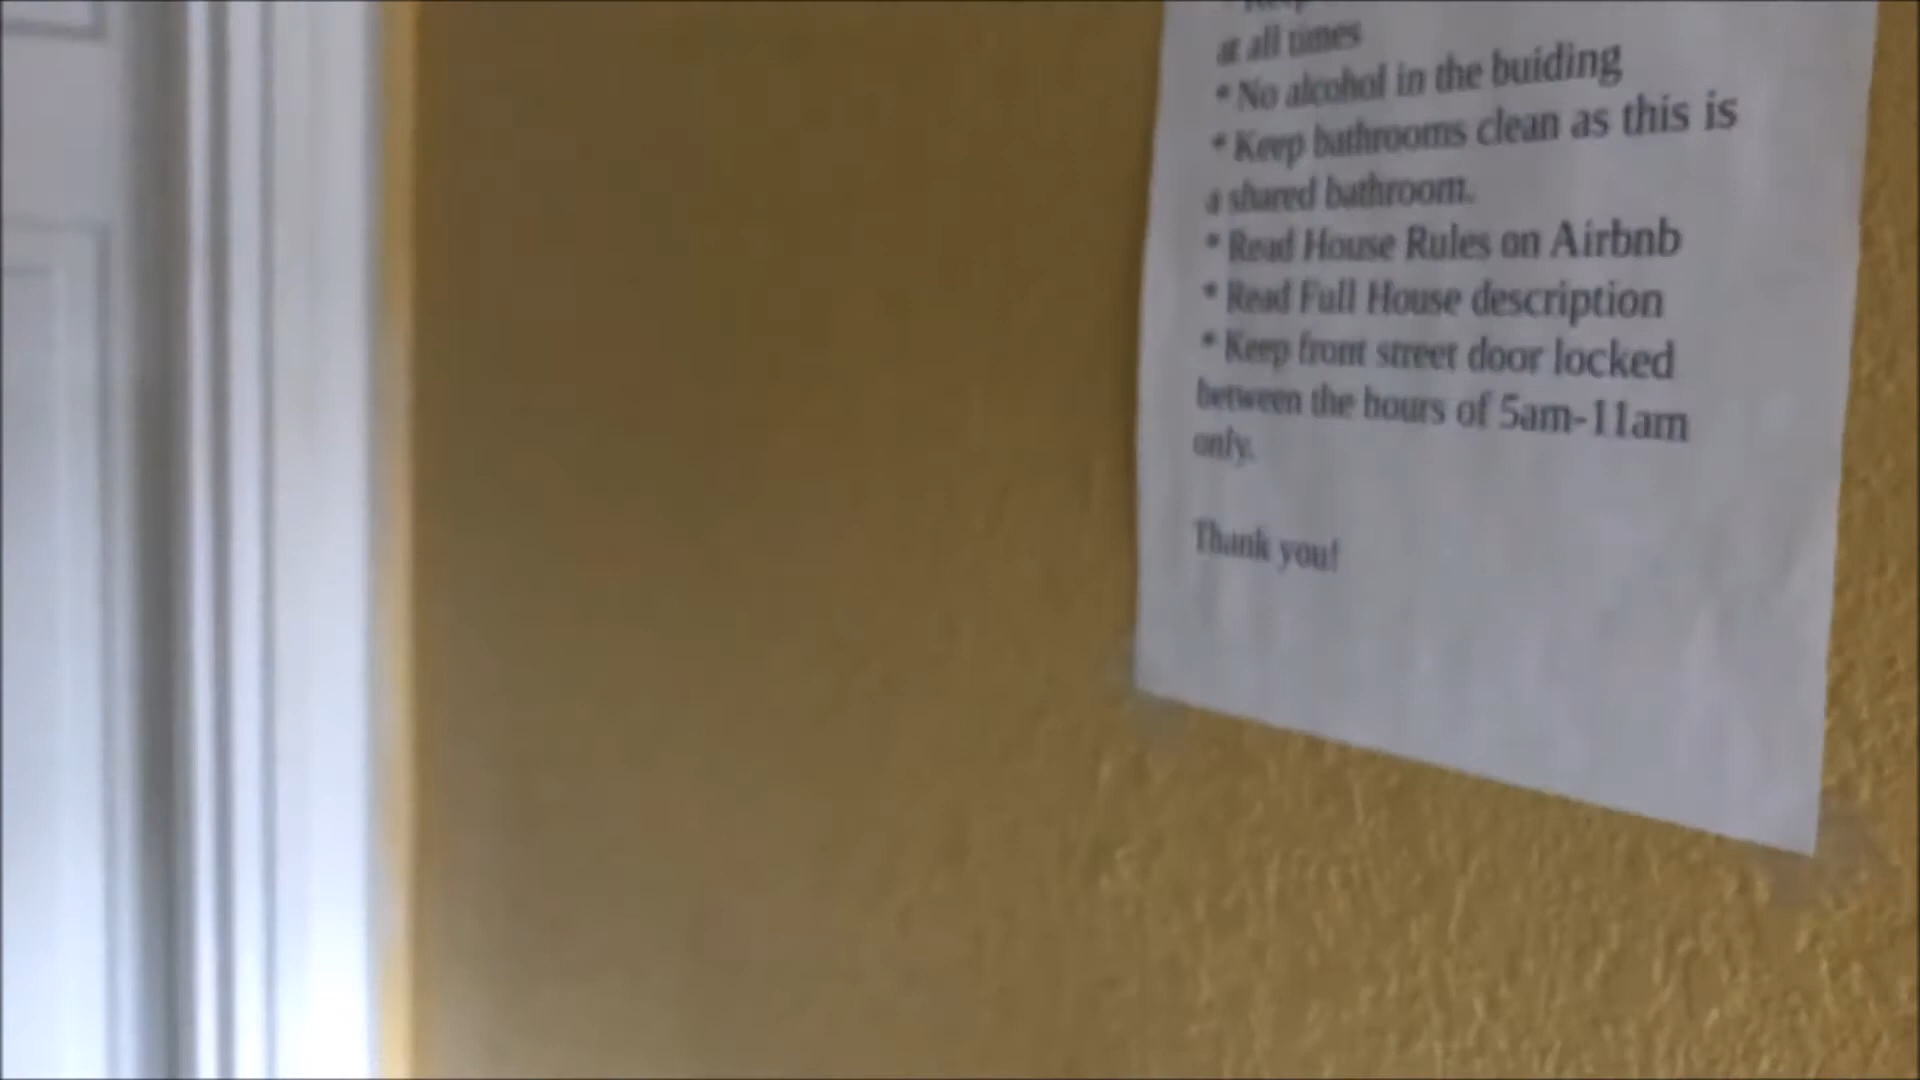 * Keep
at all times
* No alcohol in the buiding
* Keep bathrooms clean as this is
a shared bathroom.
* Read House Rules on Airbnb
* Read Full House description
* Keep front street door locked
between the hours of 5am-11am
only.
Thank you!